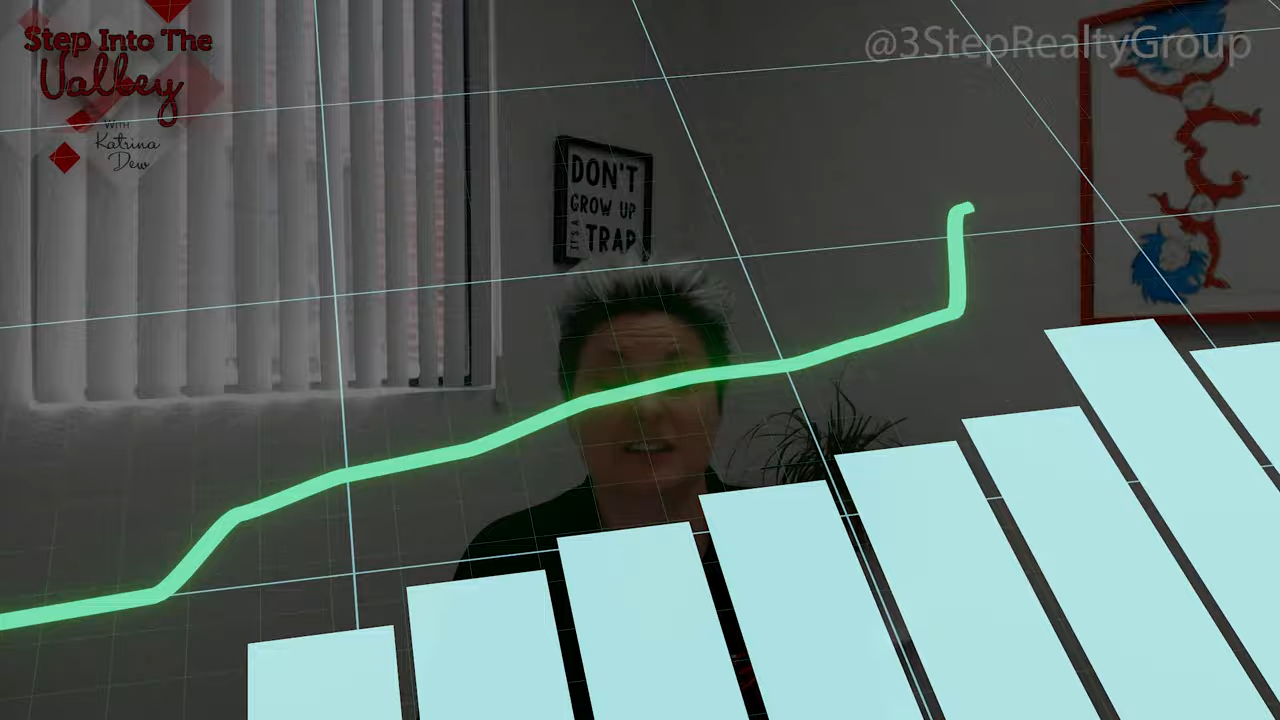 Step Into The
Valley
WITH
Katrina
Dew
@3StepRealtyGroup
DON'T
GROW UP
IT'S A
TRAP